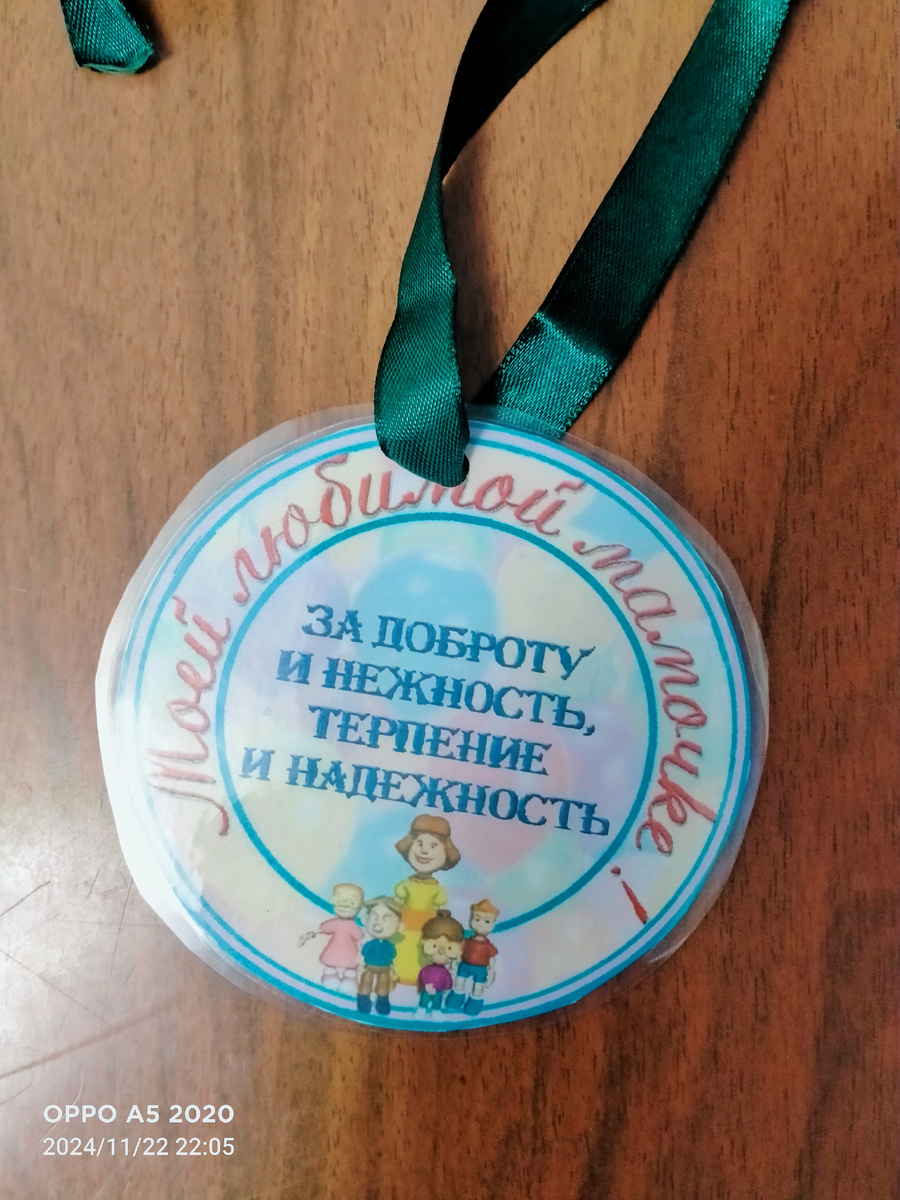 Моей любимой мамочке!
ЗА ДОБРОТУ
И НЕЖНОСТЬ,
ТЕРПЕНИЕ
И НАДЕЖНОСТЬ
OPPO A5 2020
2024/11/22 22:05